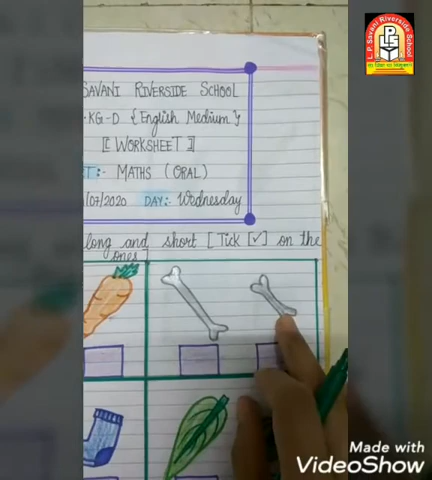 L.P. Savani Riverside School
LPS
SAVANI RIVERSIDE SCHOOL
KG-D {English Medium}
[WORKSHEET]
T:- MATHS (ORAL)
/07/2020 DAY:- Wednesday
long and short [Tick [✓] on the
ones]
Made with
VideoShow